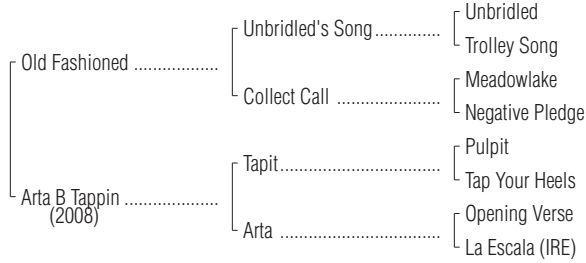 Unbridled
Unbridled's Song..............
Trolley Song
Old Fashioned ..................
Meadowlake
Collect Call ......................
Negative Pledge
Pulpit
Tapit..................................
Tap Your Heels
Arta B Tappin ....................
(2008)
Opening Verse
Arta ..................................
La Escala (IRE)